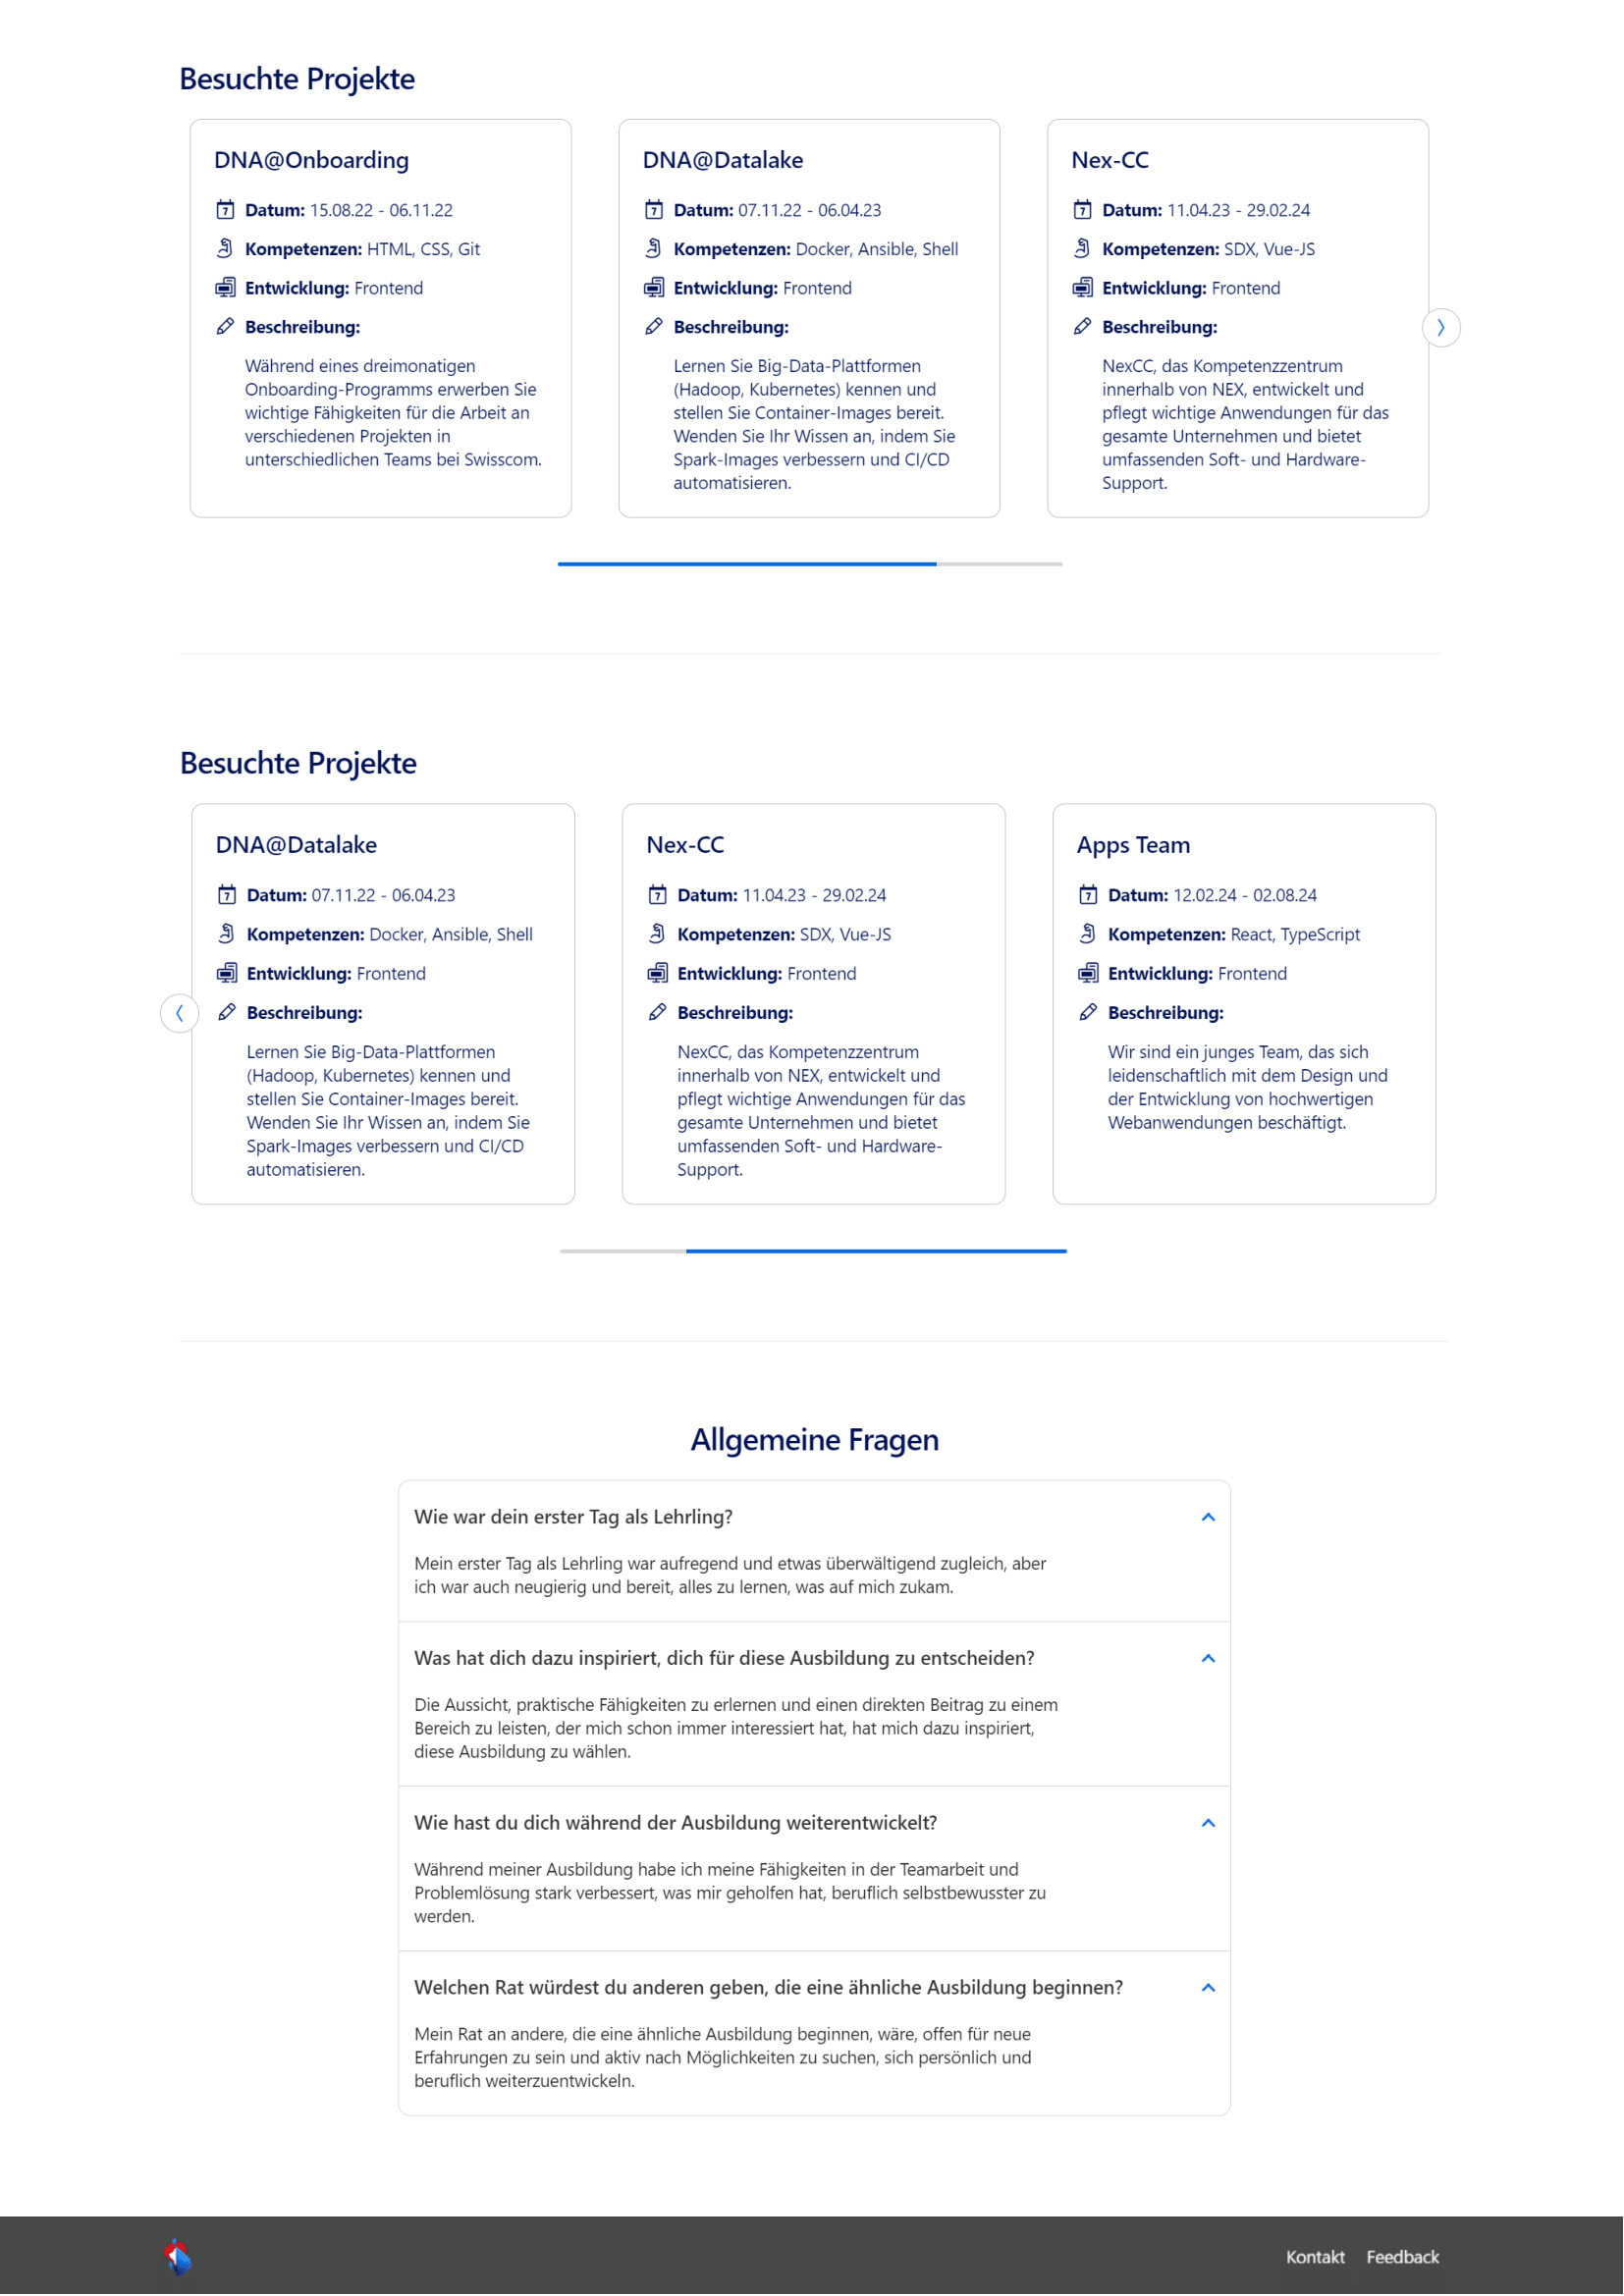 Besuchte Projekte
DNA@Onboarding
Datum: 15.08.22 - 06.11.22
Kompetenzen: HTML, CSS, Git
Entwicklung: Frontend
Beschreibung:
Während eines dreimonatigen
Onboarding-Programms erwerben Sie
wichtige Fähigkeiten für die Arbeit an
verschiedenen Projekten in
unterschiedlichen Teams bei Swisscom.
DNA@Datalake
Datum: 07.11.22 - 06.04.23
Kompetenzen: Docker, Ansible, Shell
Entwicklung: Frontend
Beschreibung:
Lernen Sie Big-Data-Plattformen
(Hadoop, Kubernetes) kennen und
stellen Sie Container-Images bereit.
Wenden Sie Ihr Wissen an, indem Sie
Spark-Images verbessern und CI/CD
automatisieren.
Nex-CC
Datum: 11.04.23 - 29.02.24
Kompetenzen: SDX, Vue-JS
Entwicklung: Frontend
Beschreibung:
NexCC, das Kompetenzzentrum
innerhalb von NEX, entwickelt und
pflegt wichtige Anwendungen für das
gesamte Unternehmen und bietet
umfassenden Soft- und Hardware-
Support.
Besuchte Projekte
DNA@Datalake
Datum: 07.11.22 - 06.04.23
Kompetenzen: Docker, Ansible, Shell
Entwicklung: Frontend
Beschreibung:
Lernen Sie Big-Data-Plattformen
(Hadoop, Kubernetes) kennen und
stellen Sie Container-Images bereit.
Wenden Sie Ihr Wissen an, indem Sie
Spark-Images verbessern und CI/CD
automatisieren.
Nex-CC
Datum: 11.04.23 - 29.02.24
Kompetenzen: SDX, Vue-JS
Entwicklung: Frontend
Beschreibung:
NexCC, das Kompetenzzentrum
innerhalb von NEX, entwickelt und
pflegt wichtige Anwendungen für das
gesamte Unternehmen und bietet
umfassenden Soft- und Hardware-
Support.
Apps Team
Datum: 12.02.24 - 02.08.24
Kompetenzen: React, TypeScript
Entwicklung: Frontend
Beschreibung:
Wir sind ein junges Team, das sich
leidenschaftlich mit dem Design und
der Entwicklung von hochwertigen
Webanwendungen beschäftigt.
Allgemeine Fragen
Wie war dein erster Tag als Lehrling?
Mein erster Tag als Lehrling war aufregend und etwas überwältigend zugleich, aber
ich war auch neugierig und bereit, alles zu lernen, was auf mich zukam.
Was hat dich dazu inspiriert, dich für diese Ausbildung zu entscheiden?
Die Aussicht, praktische Fähigkeiten zu erlernen und einen direkten Beitrag zu einem
Bereich zu leisten, der mich schon immer interessiert hat, hat mich dazu inspiriert,
diese Ausbildung zu wählen.
Wie hast du dich während der Ausbildung weiterentwickelt?
Während meiner Ausbildung habe ich meine Fähigkeiten in der Teamarbeit und
Problemlösung stark verbessert, was mir geholfen hat, beruflich selbstbewusster zu
werden.
Welchen Rat würdest du anderen geben, die eine ähnliche Ausbildung beginnen?
Mein Rat an andere, die eine ähnliche Ausbildung beginnen, wäre, offen für neue
Erfahrungen zu sein und aktiv nach Möglichkeiten zu suchen, sich persönlich und
beruflich weiterzuentwickeln.
Kontakt Feedback